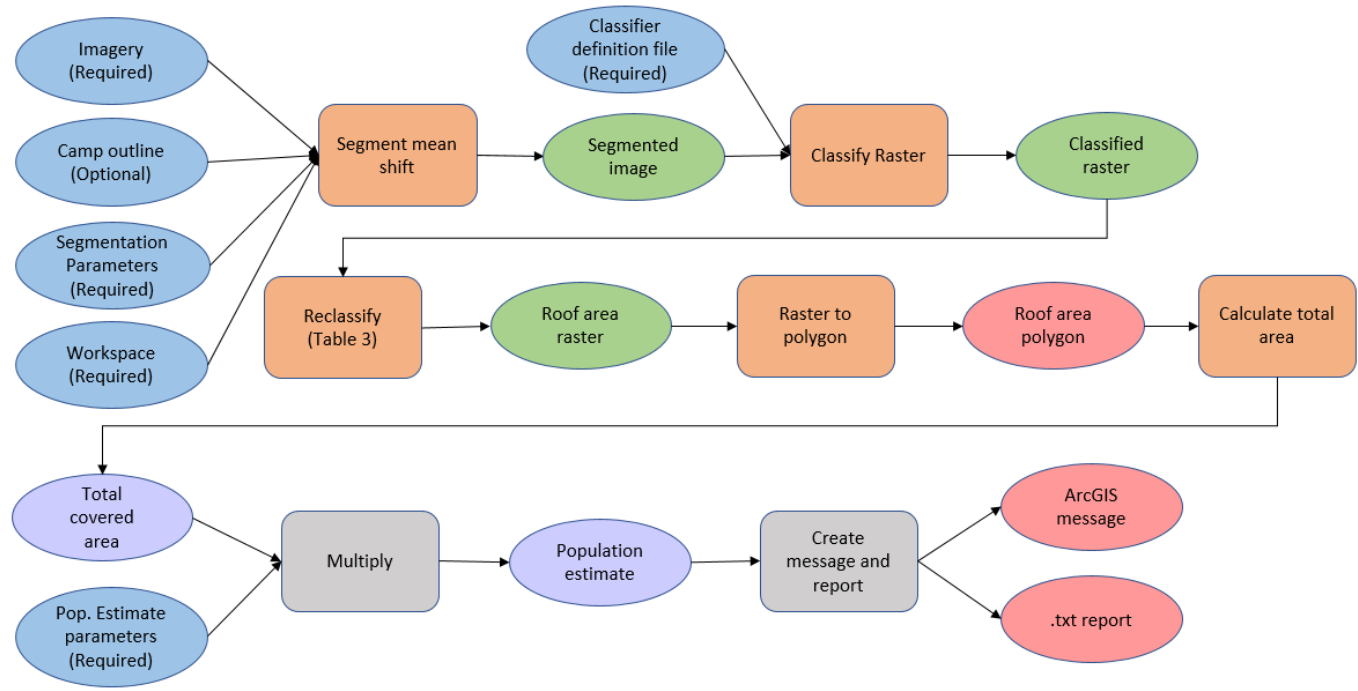 Imagery
(Required)
Camp outline
(Optional)
Segmentation
Parameters
(Required)
Workspace
(Required)
Segment mean
shift
Segmented
image
Classifier
definition file
(Required)
Classify Raster
Classified
raster
Reclassify
(Table 3)
Roof area
raster
Raster to
polygon
Roof area
polygon
Calculate total
area
Total
covered
area
Pop. Estimate
parameters
(Required)
Multiply
Population
estimate
Create
message and
report
ArcGIS
message
.txt report